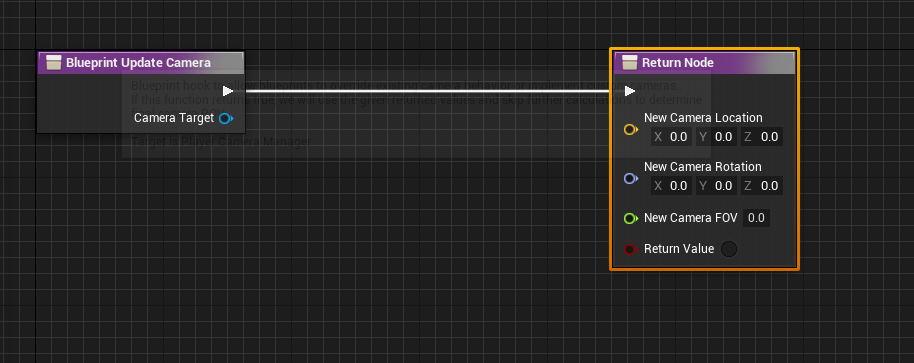 Blueprint Update Camera
Camera Target
Blueprint hook
If this function returns true, we will use the given returned values and skip further calculations to determine
Target is Player Camera Manager
Return Node
New Camera Location
X 0.0 Y 0.0 Z 0.0
New Camera Rotation
X 0.0 Y 0.0 Z 0.0
New Camera FOV 0.0
Return Value